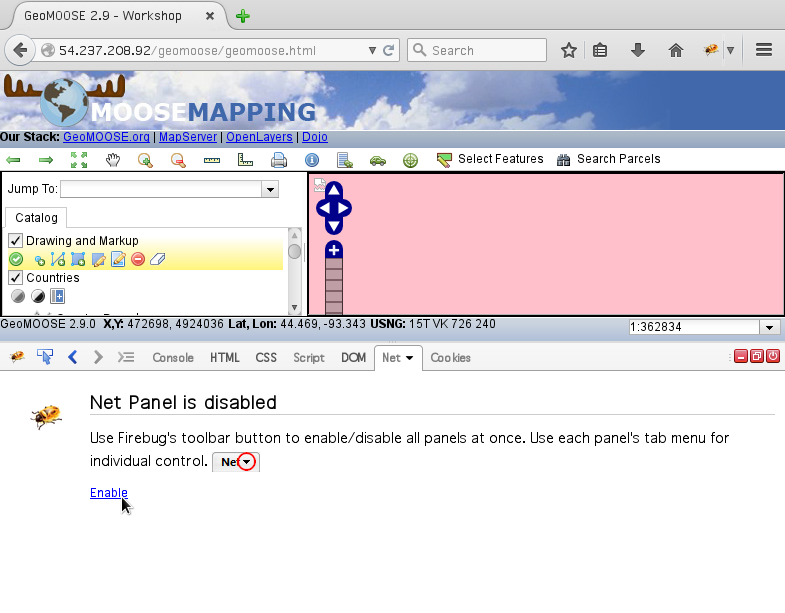 GeoMOOSE 2.9 - Workshop
54.237.208.92/geomoose/geomoose.html
Search
MOOSEMAPPING
Our Stack: GeoMOOSE.org | MapServer | OpenLayers | Dojo
Select Features Search Parcels
Jump To:
Catalog
Drawing and Markup
Countries
GeoMOOSE 2.9.0 X,Y: 472698, 4924036 Lat, Lon: 44.469, -93.343 USNG: 15T VK 726 240 1:362834
Console HTML CSS Script DOM Net Cookies
Net Panel is disabled
Use Firebug's toolbar button to enable/disable all panels at once. Use each panel's tab menu for
individual control. Net
Enable